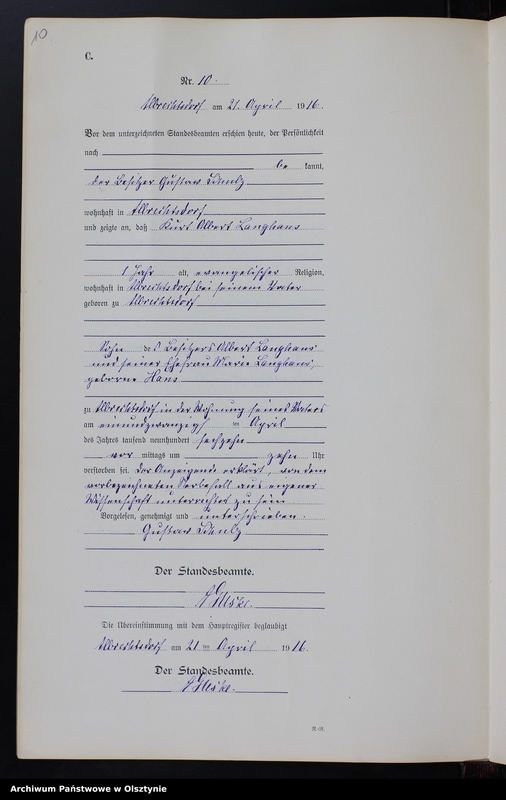 10.
C.
Nr. 10.
Albrechtsdorf am 21. April 1916.
Vor dem unterzeichneten Standesbeamten erschien heute, der Persönlichkeit
nach
be kannt,
der Besitzer Gustav
wohnhaft in Albrechtsdorf
und zeigte an, daß Kurt Albert Langhans
1 Jahr alt, evangelischer Religion,
wohnhaft in Albrechtsdorf bei seinem Vater
geboren zu Albrechtsdorf
Sohn des Besitzers Albert Langhans
und seiner Ehefrau Marie Langhans,
geborene Hans
zu Albrechtsdorf in der Wohnung seines Vaters
am einundzwanzigsten April
des Jahres tausend neunhundert sechzehn
vor mittags um zehn Uhr
verstorben sei. Der Anzeigende erklärt, von dem
vorbezeichneten Sterbefall aus eigener
Wissenschaft unterrichtet zu sein
Vorgelesen, genehmigt und unterschrieben.
Gustav
Der Standesbeamte.
Die Übereinstimmung mit dem Hauptregister beglaubigt
Albrechtsdorf am 21 ten April 1916.
Der Standesbeamte.
Archiwum Państwowe w Olsztynie